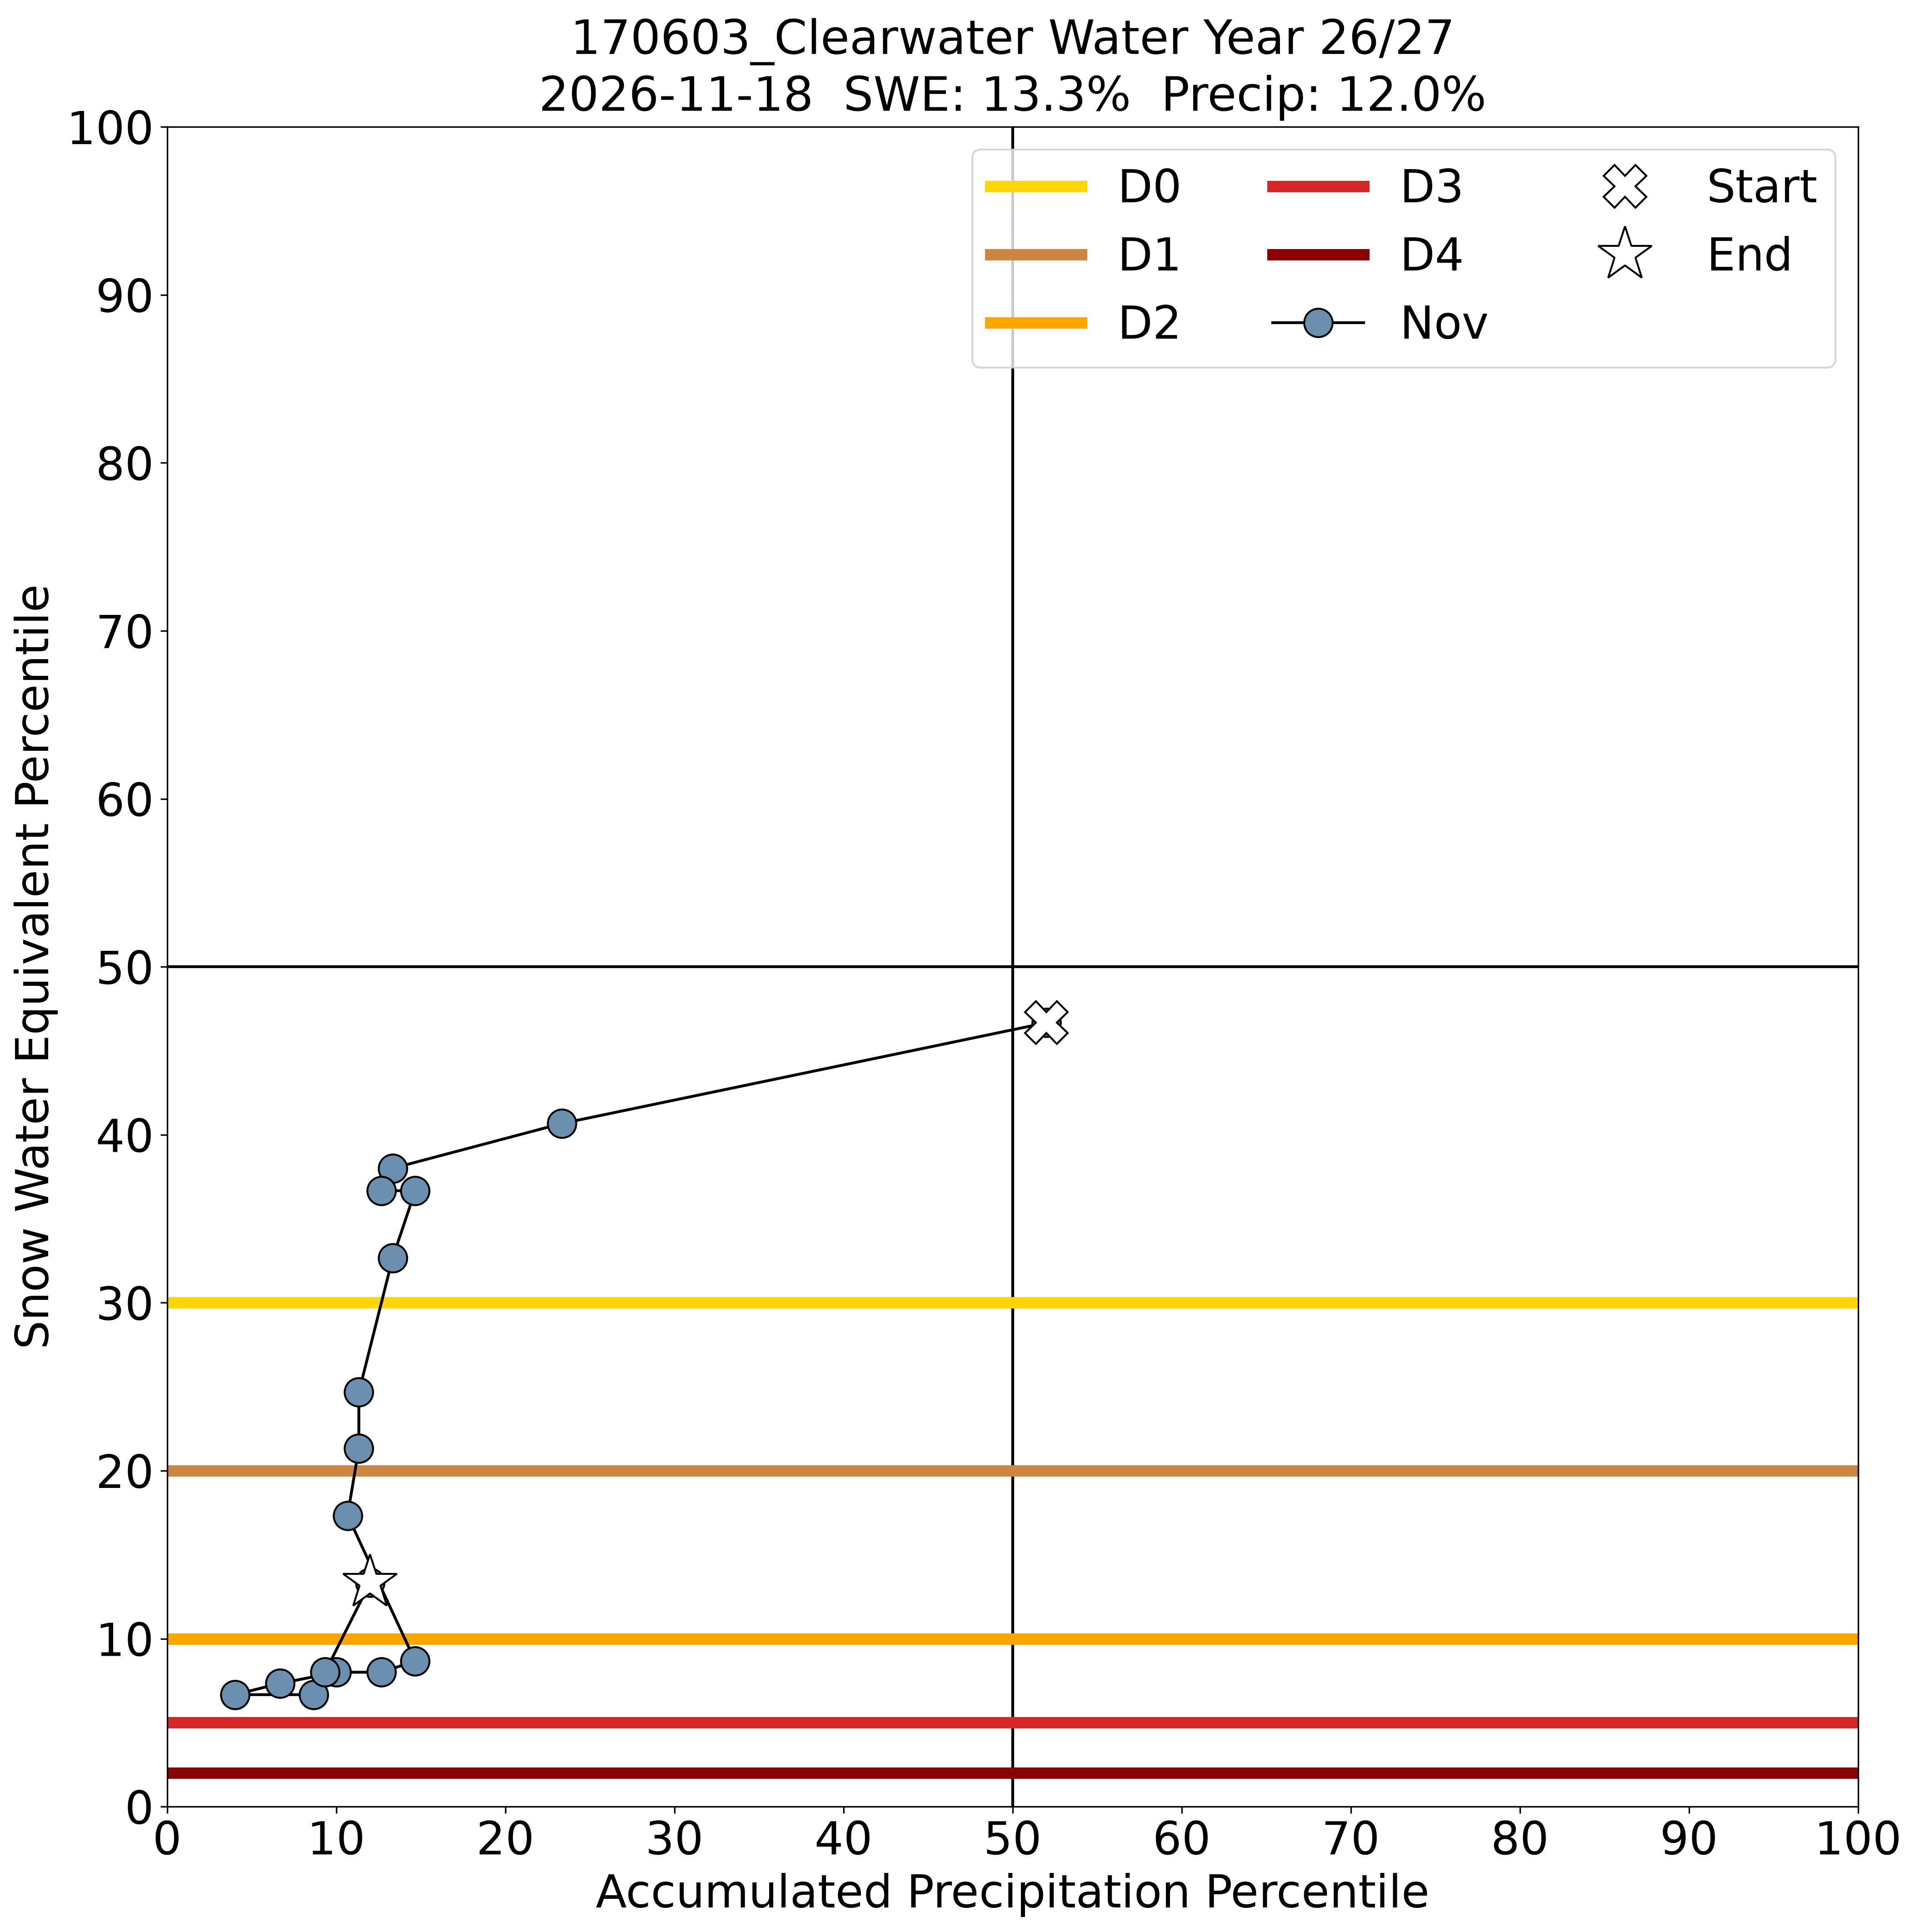 170603_Clearwater Water Year 26/27
2026-11-18  SWE: 13.3%  Precip: 12.0%
100
90
80
70
60
50
40
30
20
10
0
Snow Water Equivalent Percentile
D0
D1
D2
D3
D4
Nov
Start
End
0 10 20 30 40 50 60 70 80 90 100
Accumulated Precipitation Percentile